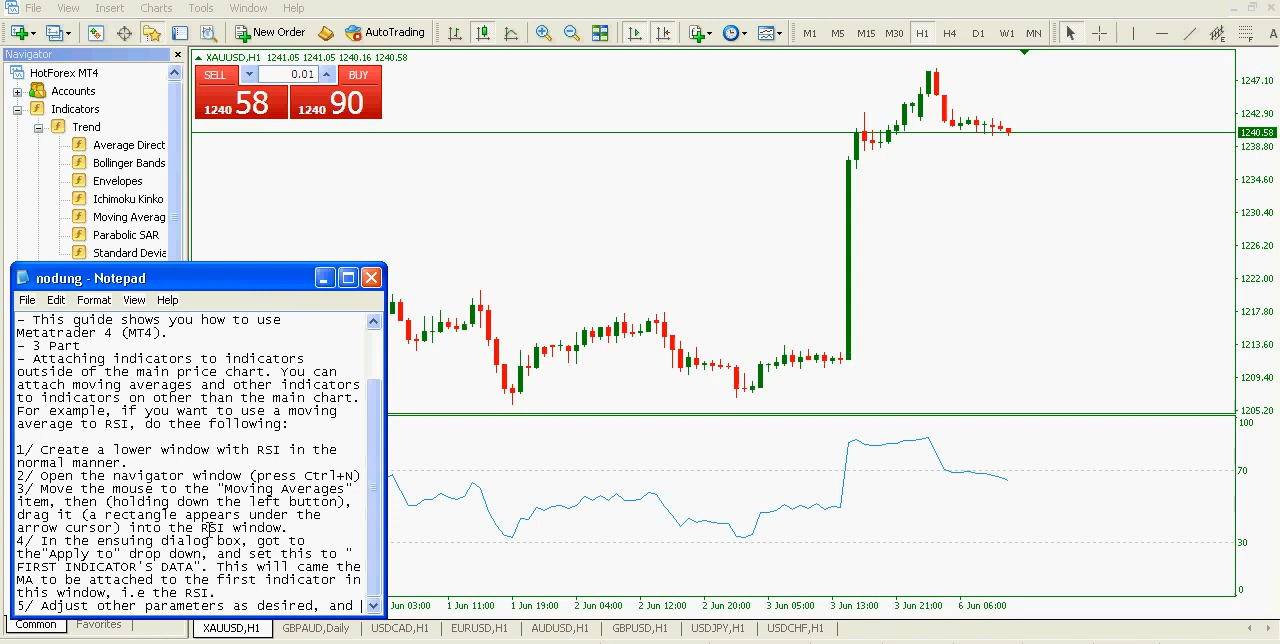 File View Insert Charts Tools Window Help
New Order AutoTrading M1 M5 M15 M30 H1 H4 D1 W1 MN
Navigator
HotForex MT4
Accounts
Indicators
Trend
Average Direct
Bollinger Bands
Envelopes
Ichimoku Kinko
Moving Averag
Parabolic SAR
Standard Devia
XAUUSD,H1 1241.05 1241.05 1240.16 1240.58
SELL 0.01 BUY
1240 58 1240 90
1247.10
1242.90
1240.58
1238.80
1234.60
1230.40
1226.20
1222.00
1217.80
1213.60
1209.40
1205.20
100
70
30
0
nodung - Notepad
File Edit Format View Help
- This guide shows you how to use
Metatrader 4 (MT4).
- 3 Part
- Attaching indicators to indicators
outside the main price chart. You can
attach moving averages and other indicators
to indicators on other than the main chart.
For example, if you want to use a moving
average to RSI, do thee following:
1/ Create a lower window with RSI in the
normal manner.
2/ Open the navigator window (press Ctrl+N)
3/ Move the mouse to the "Moving Averages"
item, then (holding down the left button),
drag it (a rectangle appears under the
arrow cursor) into the RSI window.
4/ In the ensuing dialog box, got to
the"Apply to" drop down, and set this to "
FIRST INDICATOR'S DATA". This will came the
MA to be attached to the first indicator in
this window, i.e the RSI.
5/ Adjust other parameters as desired, and
Jun 03:00 1 Jun 11:00 1 Jun 19:00 2 Jun 04:00 2 Jun 12:00 2 Jun 20:00 3 Jun 05:00 3 Jun 13:00 3 Jun 21:00 6 Jun 06:00
Common Favorites
XAUUSD,H1 GBPAUD,Daily USDCAD,H1 EURUSD,H1 AUDUSD,H1 GBPUSD,H1 USDJPY,H1 USDCHF,H1